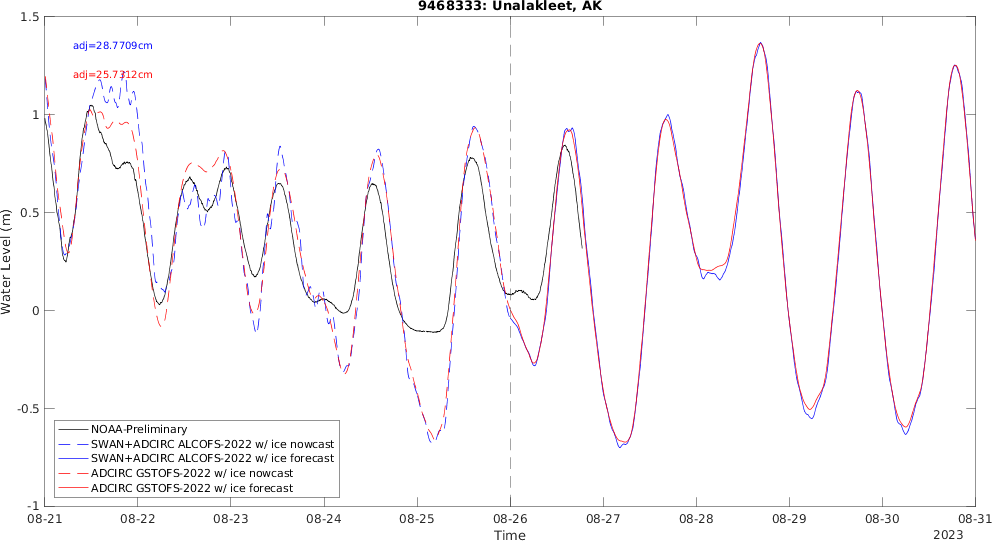 9468333: Unalakleet, AK
adj=28.7709cm
adj=25.7312cm
1.5
1
0.5
0
-0.5
-1
Water Level (m)
NOAA-Preliminary
SWAN+ADCIRC ALCOFS-2022 w/ ice nowcast
SWAN+ADCIRC ALCOFS-2022 w/ ice forecast
ADCIRC GSTOFS-2022 w/ ice nowcast
ADCIRC GSTOFS-2022 w/ ice forecast
08-21 08-22 08-23 08-24 08-25 08-26 08-27 08-28 08-29 08-30 08-31
Time
2023